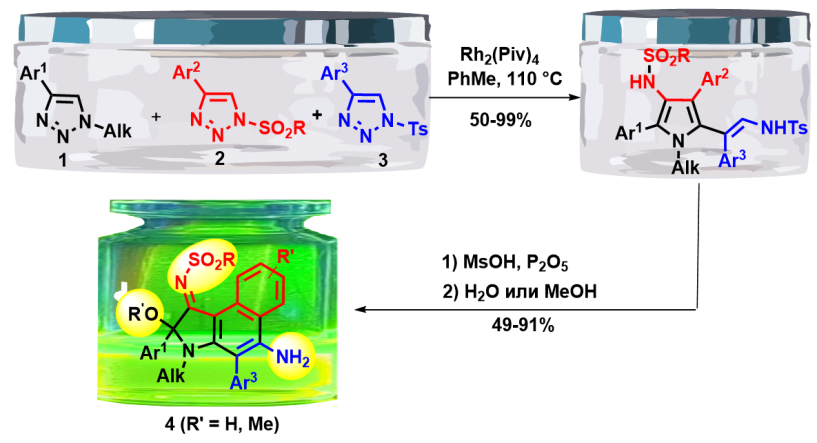 Ar¹
N
N
N
Alk
1
+
Ar²
N
N
N
SO₂R
2
+
Ar³
N
N
N
Ts
3
Rh₂(Piv)₄
PhMe, 110 °C
50-99%
SO₂R
HN
Ar²
Ar¹
N
Alk
NHTs
Ar³
1) MsOH, P₂O₅
2) H₂O или MeOH
49-91%
SO₂R
N
R'
R'O
Ar¹
N
Alk
NH₂
Ar³
4 (R' = H, Me)